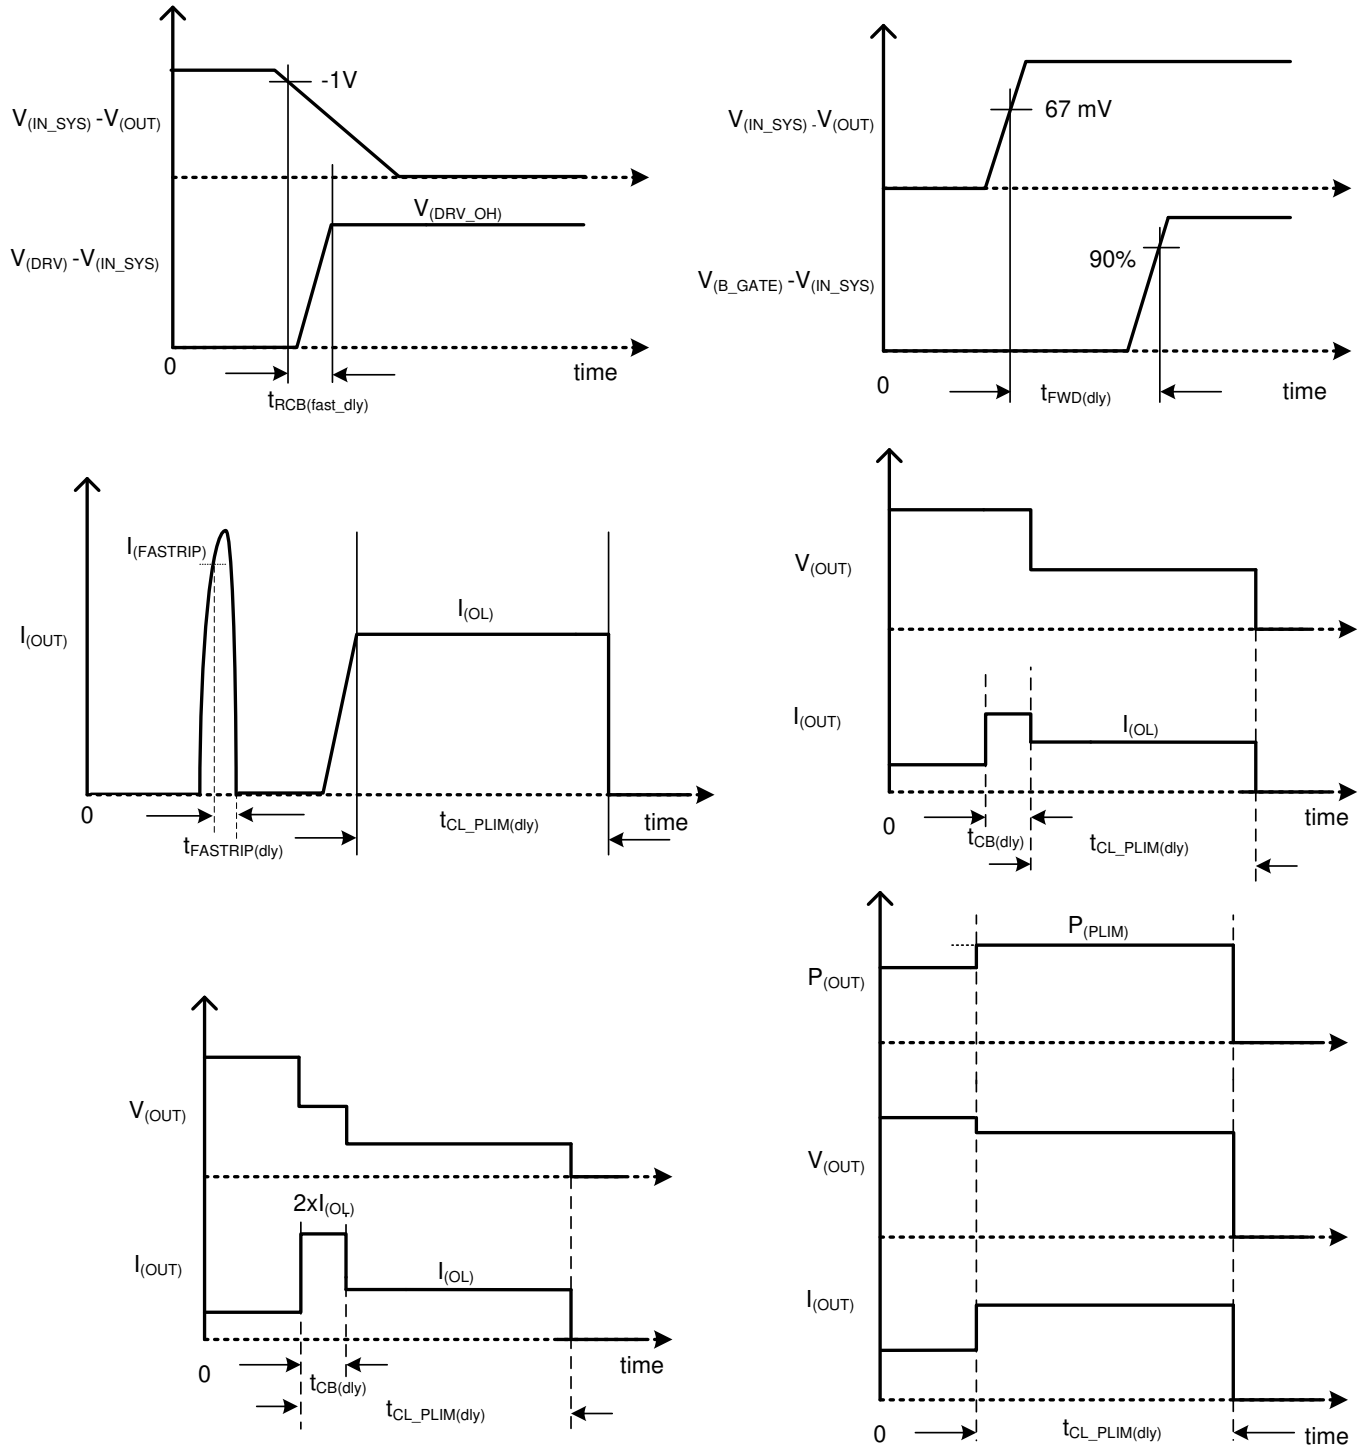 -1V
V(IN_SYS) -V(OUT)
V(DRV_OH)
V(DRV) -V(IN_SYS)
0
time
tRCB(fast_dly)
67 mV
V(IN_SYS) -V(OUT)
90%
V(B_GATE) -V(IN_SYS)
0
tFWD(dly)
time
I(FASTRIP)
I(OL)
I(OUT)
0
tFASTRIP(dly)
tCL_PLIM(dly)
time
V(OUT)
I(OUT)
I(OL)
0
tCB(dly)
tCL_PLIM(dly)
time
V(OUT)
2xI(OL)
I(OUT)
I(OL)
0
tCB(dly)
tCL_PLIM(dly)
time
P(PLIM)
P(OUT)
V(OUT)
I(OUT)
0
tCL_PLIM(dly)
time